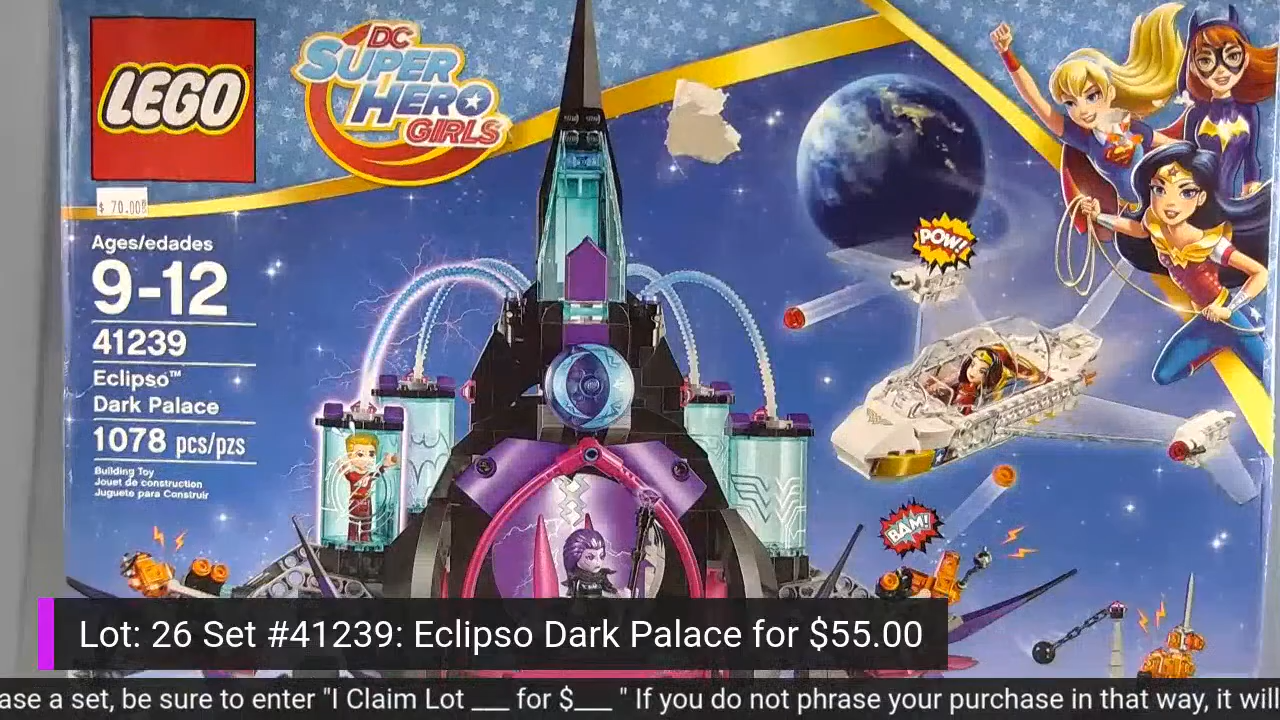 LEGO
DC
SUPER
HERO
GIRLS
$ 70.00
Ages/edades
9-12
41239
Eclipso™
Dark Palace
1078 pcs/pzs
Building Toy
Jouet de construction
Juguete para Construir
POW!
BAM!
Lot: 26 Set #41239: Eclipso Dark Palace for $55.00
ase a set, be sure to enter "I Claim Lot ___ for $___ " If you do not phrase your purchase in that way, it will